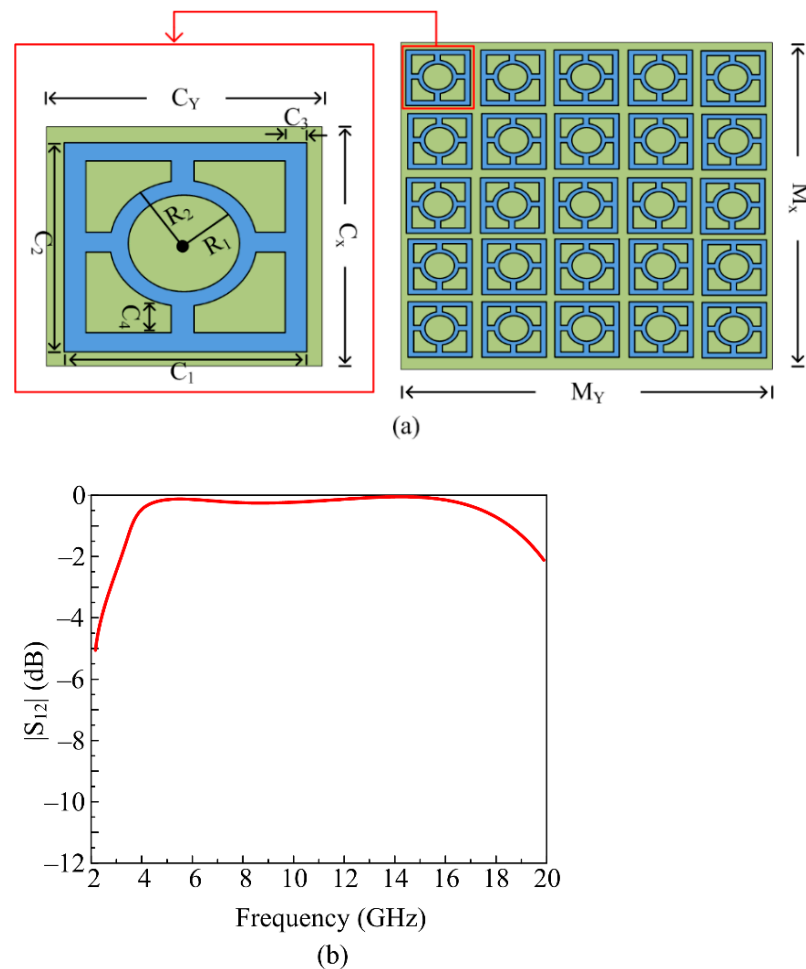 C_Y
C_3
C_2
R_2
R_1
C_x
C_4
C_1
M_x
M_Y
(a)
0
−2
−4
−6
−8
−10
−12
|S_12| (dB)
2 4 6 8 10 12 14 16 18 20
Frequency (GHz)
(b)